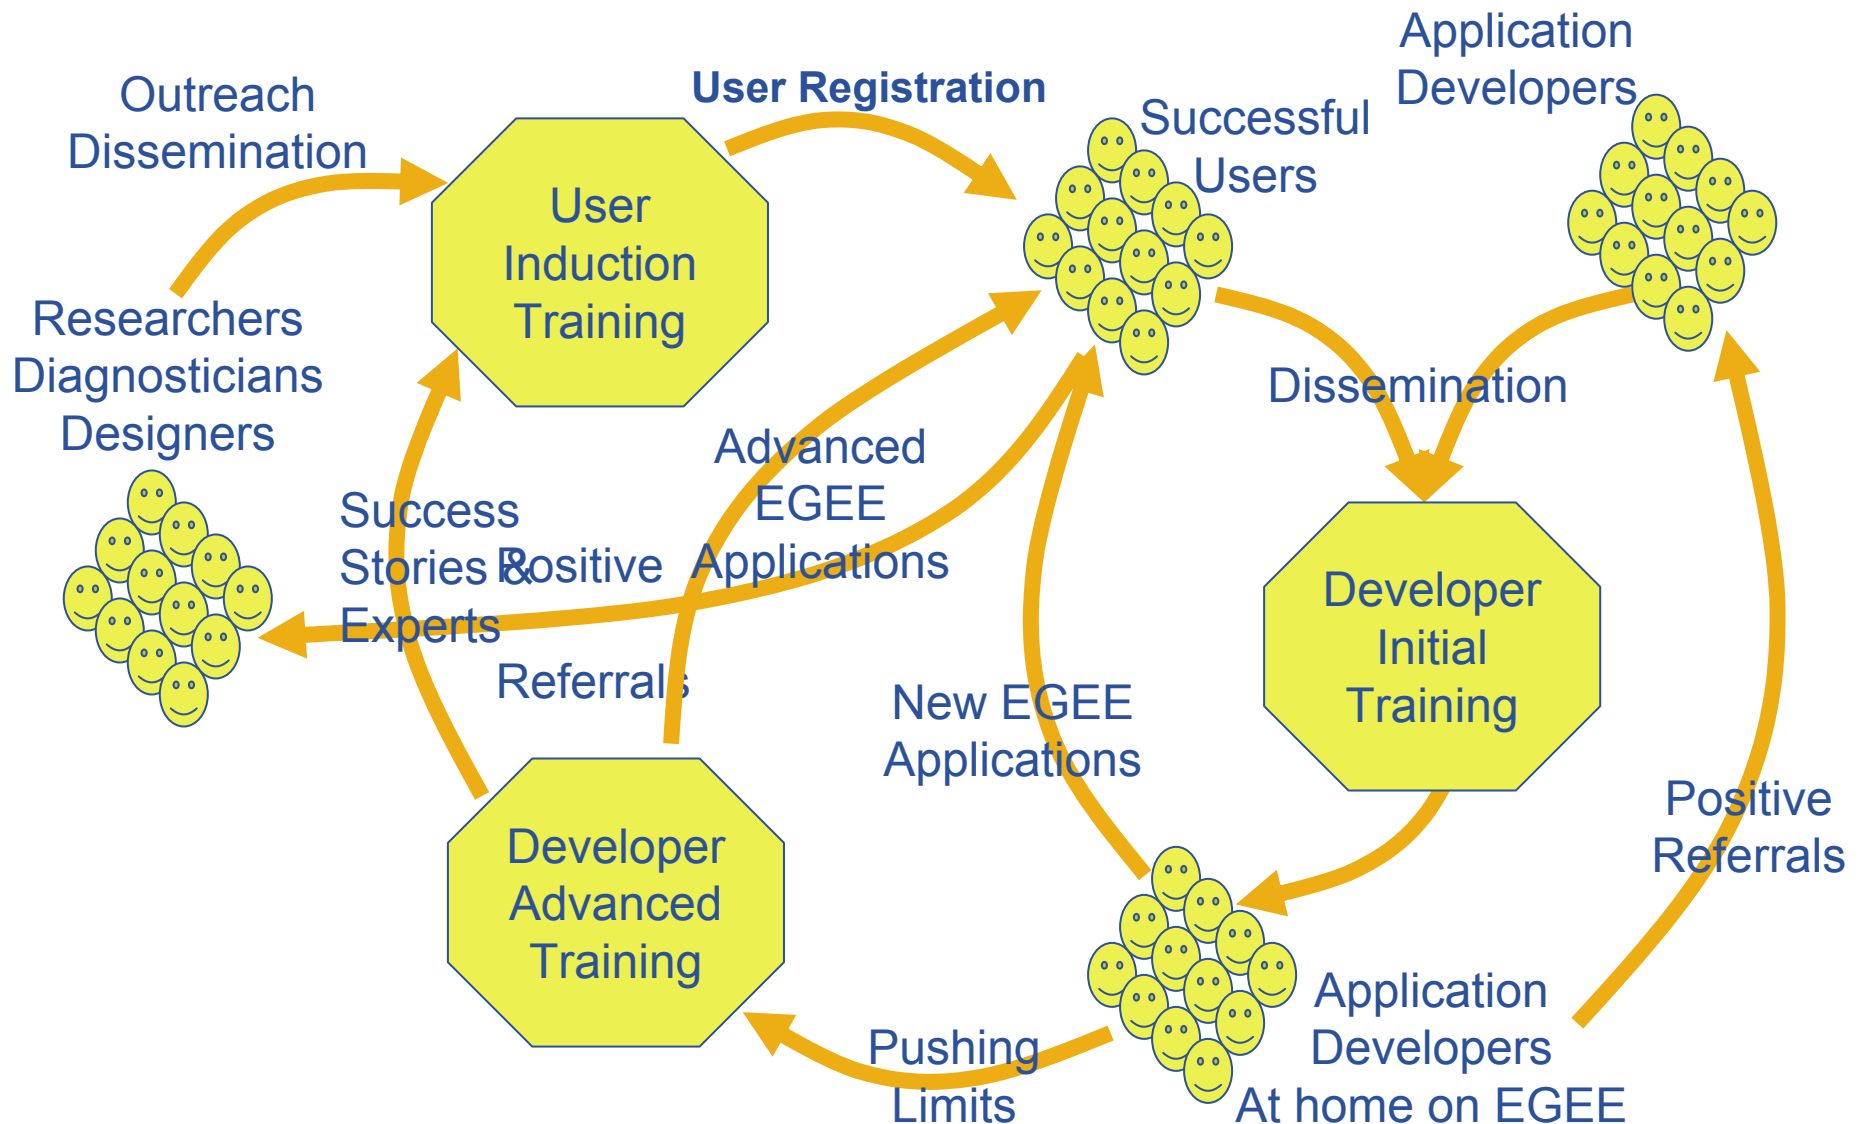 Application
Developers
Outreach
Dissemination
User Registration
Successful
Users
User
Induction
Training
Researchers
Diagnosticians
Designers
Dissemination
Advanced
EGEE
Applications
Success
Stories &
Experts
Positive
Referrals
Developer
Initial
Training
New EGEE
Applications
Positive
Referrals
Developer
Advanced
Training
Application
Developers
At home on EGEE
Pushing
Limits